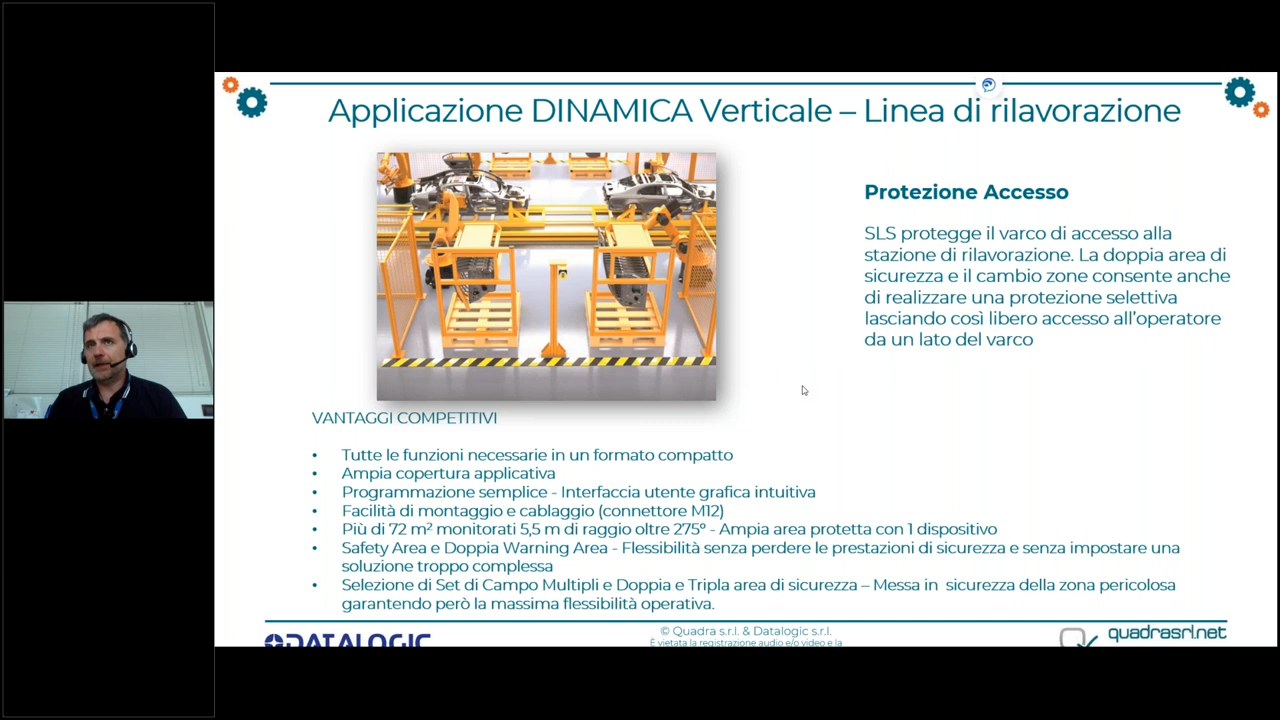 Applicazione DINAMICA Verticale – Linea di rilavorazione
Protezione Accesso
SLS protegge il varco di accesso alla
stazione di rilavorazione. La doppia area di
sicurezza e il cambio zone consente anche
di realizzare una protezione selettiva
lasciando così libero accesso all'operatore
da un lato del varco
VANTAGGI COMPETITIVI
• Tutte le funzioni necessarie in un formato compatto
• Ampia copertura applicativa
• Programmazione semplice - Interfaccia utente grafica intuitiva
• Facilità di montaggio e cablaggio (connettore M12)
• Più di 72 m² monitorati 5,5 m di raggio oltre 275° - Ampia area protetta con 1 dispositivo
• Safety Area e Doppia Warning Area - Flessibilità senza perdere le prestazioni di sicurezza e senza impostare una
soluzione troppo complessa
• Selezione di Set di Campo Multipli e Doppia e Tripla area di sicurezza – Messa in sicurezza della zona pericolosa
garantendo però la massima flessibilità operativa.
DATALOGIC
© Quadra s.r.l. & Datalogic s.r.l.
È vietata la registrazione audio e/o video e la
quadrasrl.net